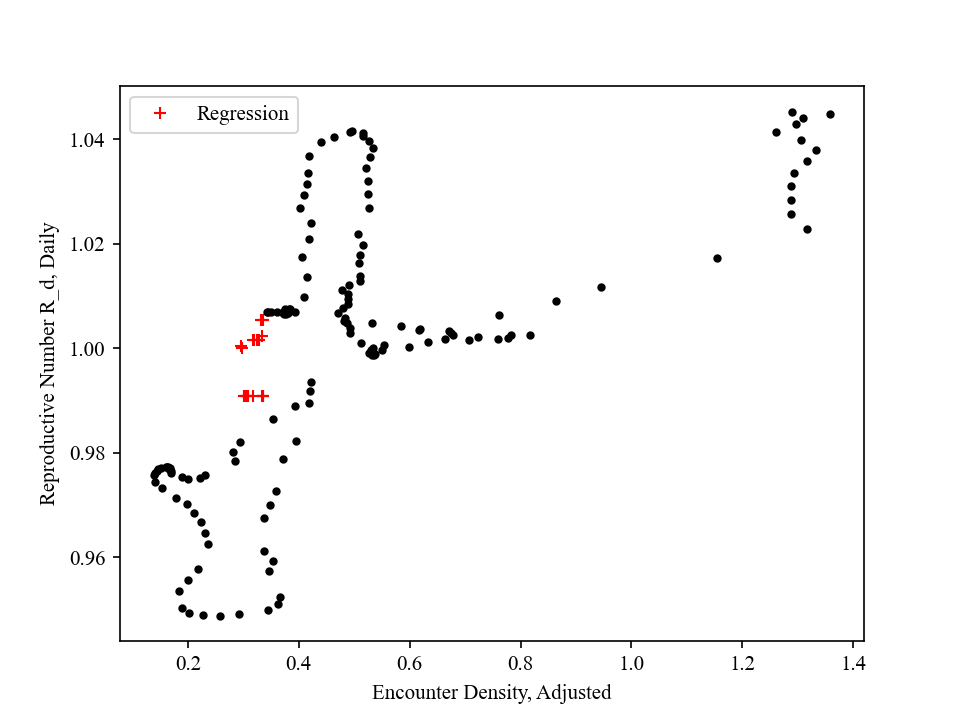 Regression
1.04
1.02
1.00
0.98
0.96
Reproductive Number R_d, Daily
0.2 0.4 0.6 0.8 1.0 1.2 1.4
Encounter Density, Adjusted